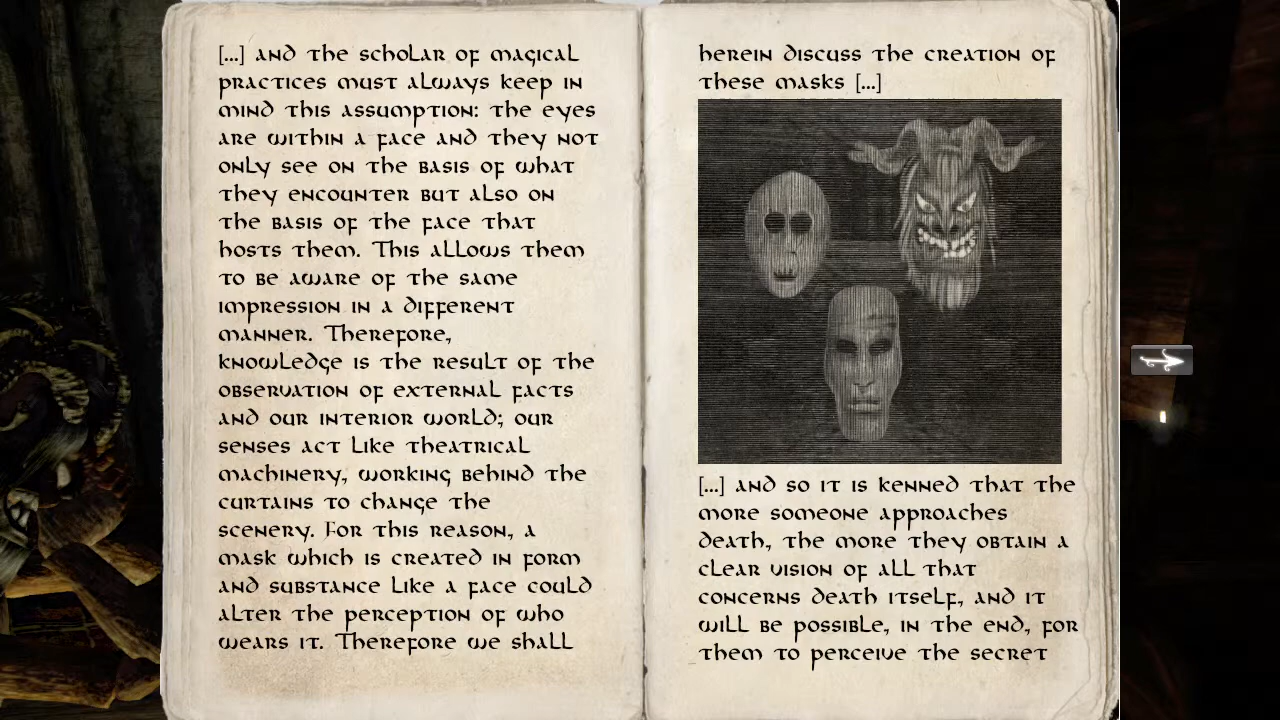 [...] and the scholar of magical
practices must always keep in
mind this assumption: the eyes
are within a face and they not
only see on the basis of what
they encounter but also on
the basis of the face that
hosts them. This allows them
to be aware of the same
impression in a different
manner. Therefore,
knowledge is the result of the
observation of external facts
and our interior world; our
senses act like theatrical
machinery, working behind the
curtains to change the
scenery. For this reason, a
mask which is created in form
and substance like a face could
alter the perception of who
wears it. Therefore we shall
herein discuss the creation of
these masks [...]
[...] and so it is kenned that the
more someone approaches
death, the more they obtain a
clear vision of all that
concerns death itself, and it
will be possible, in the end, for
them to perceive the secret